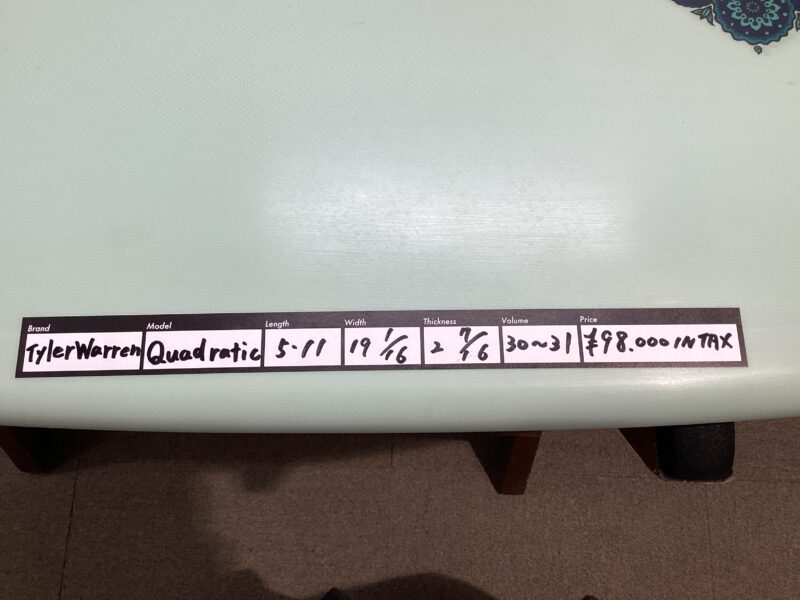 Brand Model Length Width Thickness Volume Price
TylerWarren Quadratic 5.11 19 1/16 2 7/16 30~31 ¥98.000 IN TAX